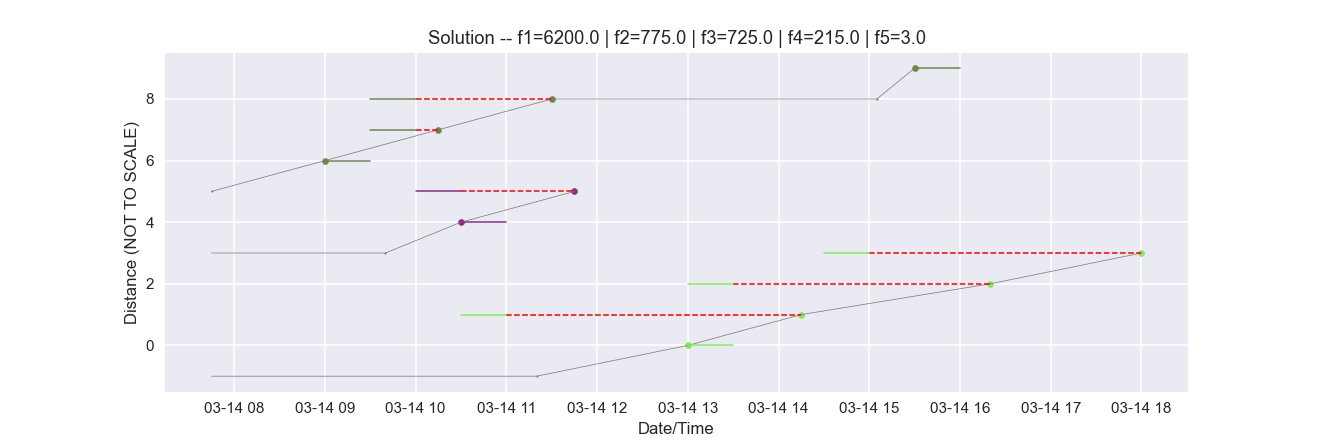 Solution -- f1=6200.0 | f2=775.0 | f3=725.0 | f4=215.0 | f5=3.0
Distance (NOT TO SCALE)
8
6
4
2
0
03-14 08 03-14 09 03-14 10 03-14 11 03-14 12 03-14 13 03-14 14 03-14 15 03-14 16 03-14 17 03-14 18
Date/Time